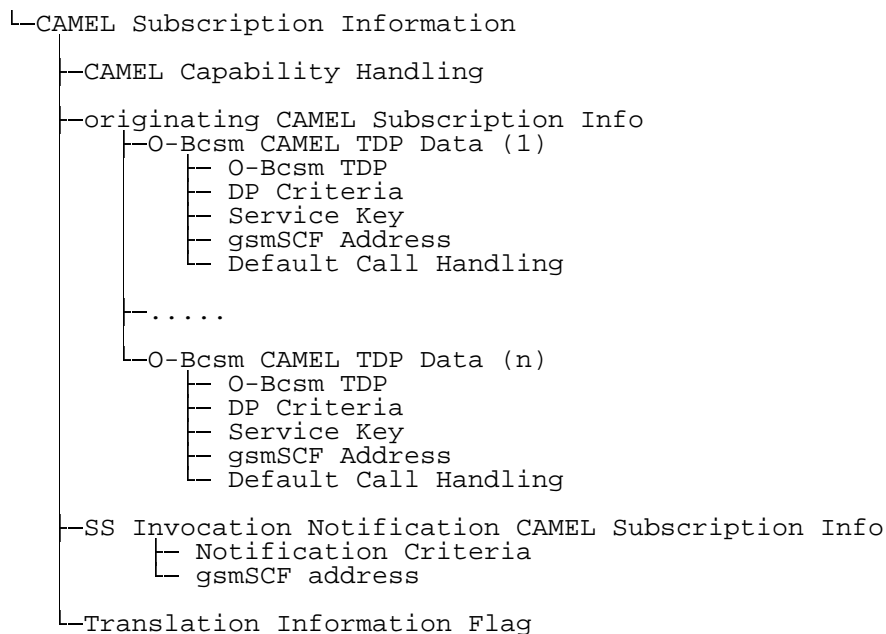 CAMEL Subscription Information
CAMEL Capability Handling
originating CAMEL Subscription Info
O-Bcsm CAMEL TDP Data (1)
O-Bcsm TDP
DP Criteria
Service Key
gsmSCF Address
Default Call Handling
.....
O-Bcsm CAMEL TDP Data (n)
O-Bcsm TDP
DP Criteria
Service Key
gsmSCF Address
Default Call Handling
SS Invocation Notification CAMEL Subscription Info
Notification Criteria
gsmSCF address
Translation Information Flag